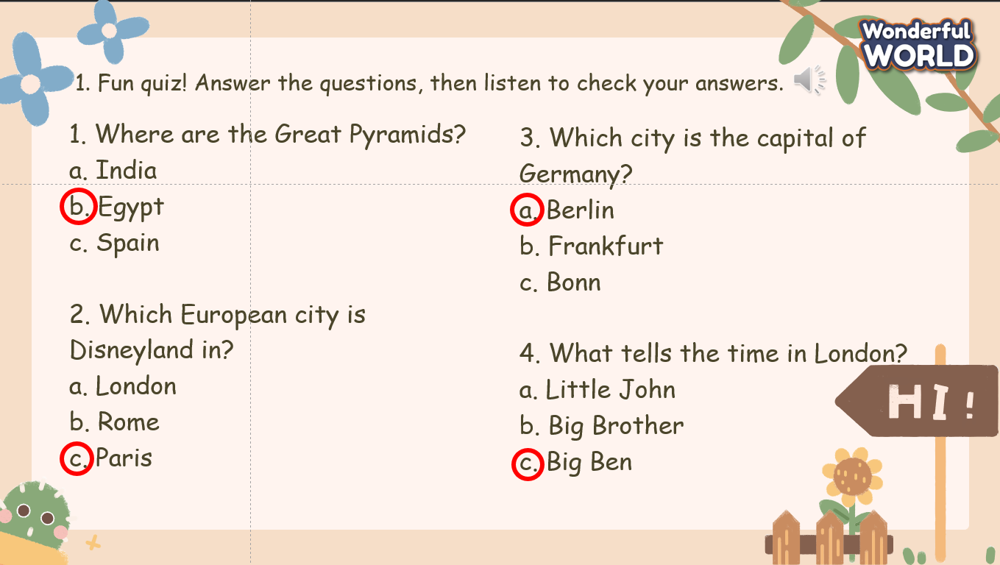 Wonderful
WORLD
1. Fun quiz! Answer the questions, then listen to check your answers.
1. Where are the Great Pyramids?
a. India
b. Egypt
c. Spain
2. Which European city is
Disneyland in?
a. London
b. Rome
c. Paris
3. Which city is the capital of
Germany?
a. Berlin
b. Frankfurt
c. Bonn
4. What tells the time in London?
a. Little John
b. Big Brother
c. Big Ben
HI!